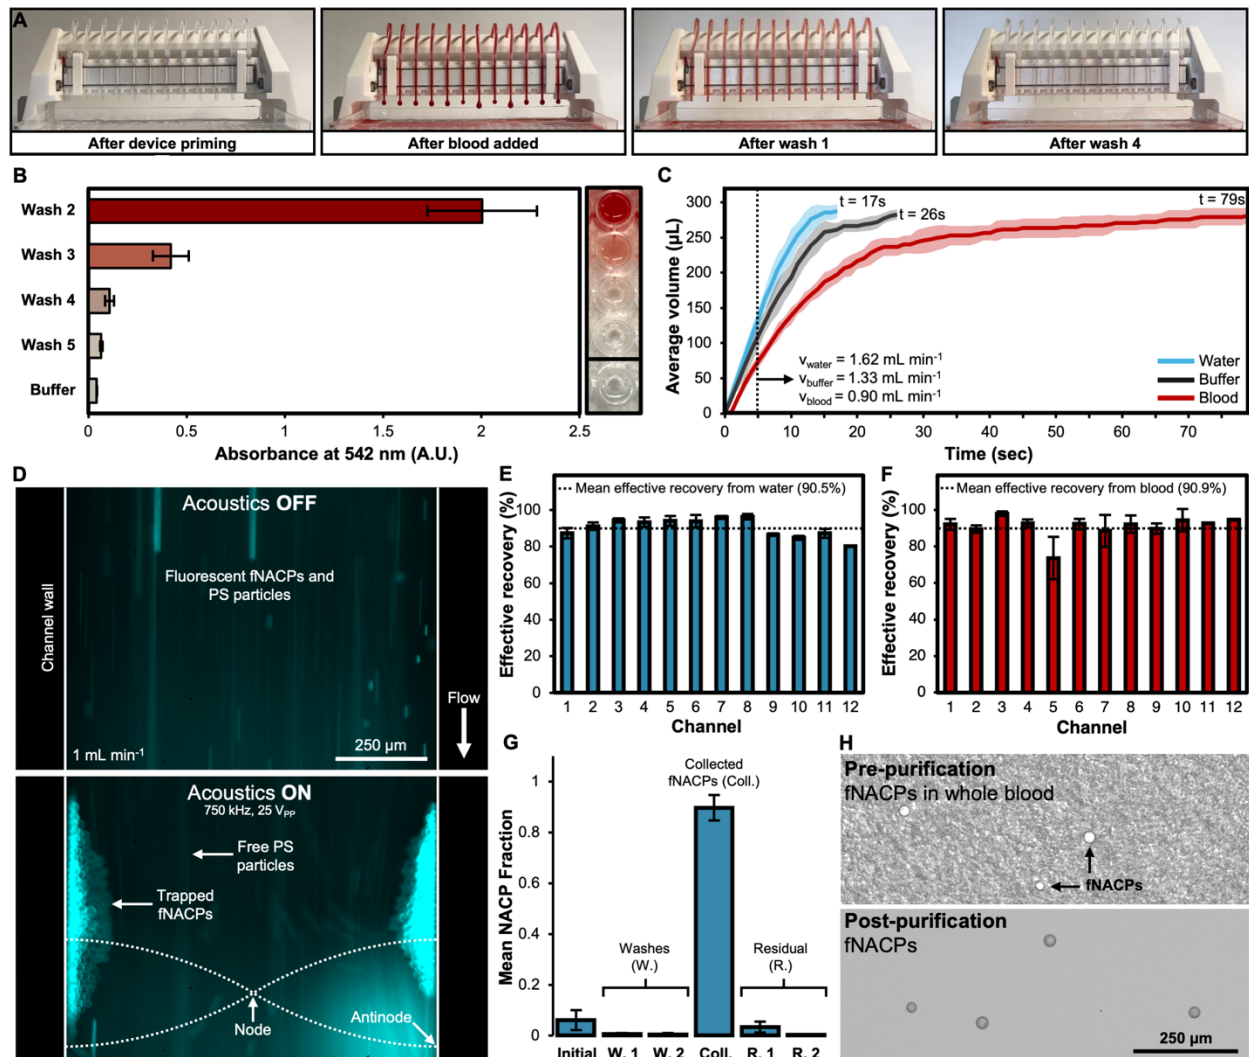 A
After device priming
After blood added
After wash 1
After wash 4
B
Wash 2
Wash 3
Wash 4
Wash 5
Buffer
0
0.5
1
1.5
2
2.5
Absorbance at 542 nm (A.U.)
C
Average volume (µL)
300
250
200
150
100
50
0
t = 17s
t = 26s
t = 79s
v_water = 1.62 mL min⁻¹
v_buffer = 1.33 mL min⁻¹
v_blood = 0.90 mL min⁻¹
Water
Buffer
Blood
0 10 20 30 40 50 60 70
Time (sec)
D
Acoustics OFF
Channel wall
Fluorescent fNACPs and
PS particles
Flow
1 mL min⁻¹
250 µm
Acoustics ON
750 kHz, 25 V_PP
Free PS
particles
Trapped
fNACPs
Node
Antinode
E
Effective recovery (%)
Mean effective recovery from water (90.5%)
100
80
60
40
20
0
1 2 3 4 5 6 7 8 9 10 11 12
Channel
F
Effective recovery (%)
Mean effective recovery from blood (90.9%)
100
80
60
40
20
0
1 2 3 4 5 6 7 8 9 10 11 12
Channel
G
Mean NACP Fraction
Collected
fNACPs (Coll.)
1
0.8
0.6
0.4
0.2
0
Washes
(W.)
Residual
(R.)
Initial W. 1 W. 2 Coll. R. 1 R. 2
H
Pre-purification
fNACPs in whole blood
fNACPs
Post-purification
fNACPs
250 µm